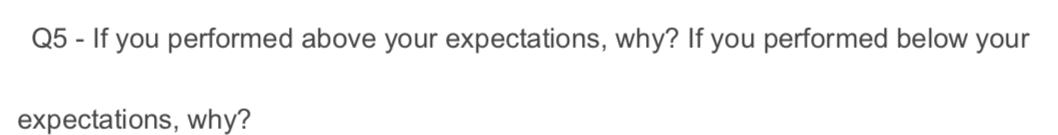 Q5 - If you performed above your expectations, why? If you performed below your
expectations, why?